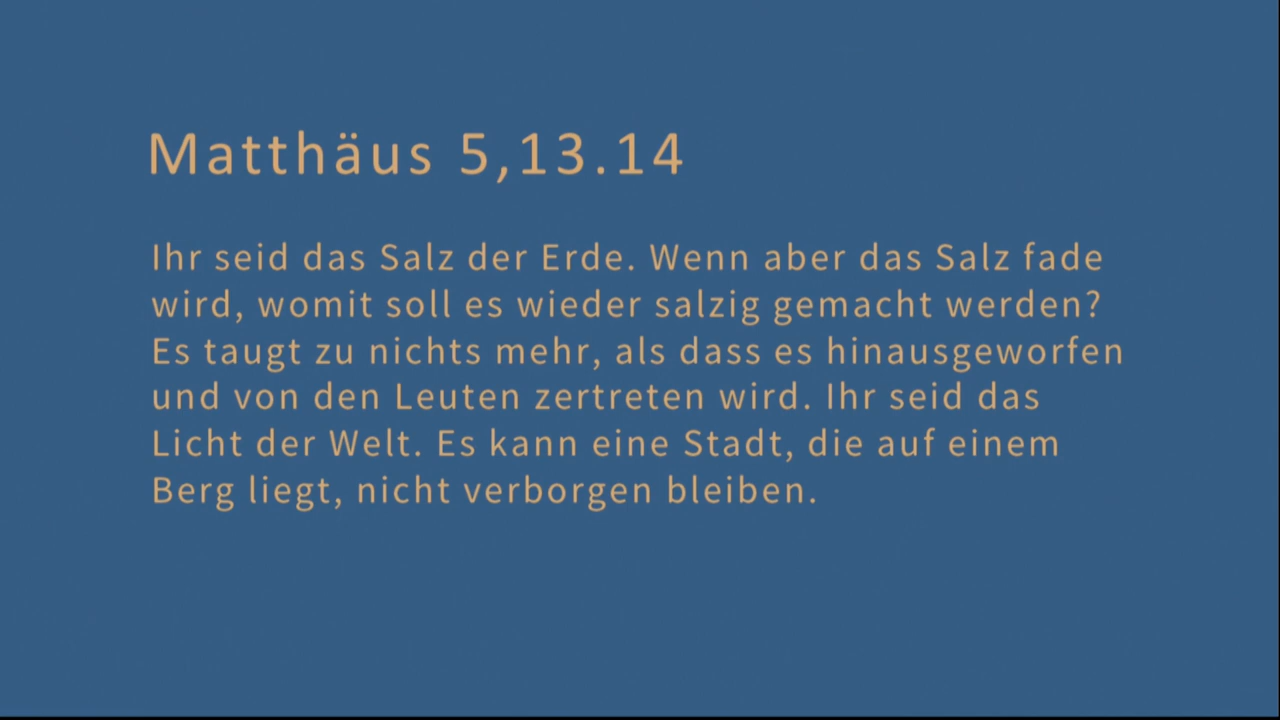 Matthäus 5,13.14
Ihr seid das Salz der Erde. Wenn aber das Salz fade
wird, womit soll es wieder salzig gemacht werden?
Es taugt zu nichts mehr, als dass es hinausgeworfen
und von den Leuten zertreten wird. Ihr seid das
Licht der Welt. Es kann eine Stadt, die auf einem
Berg liegt, nicht verborgen bleiben.